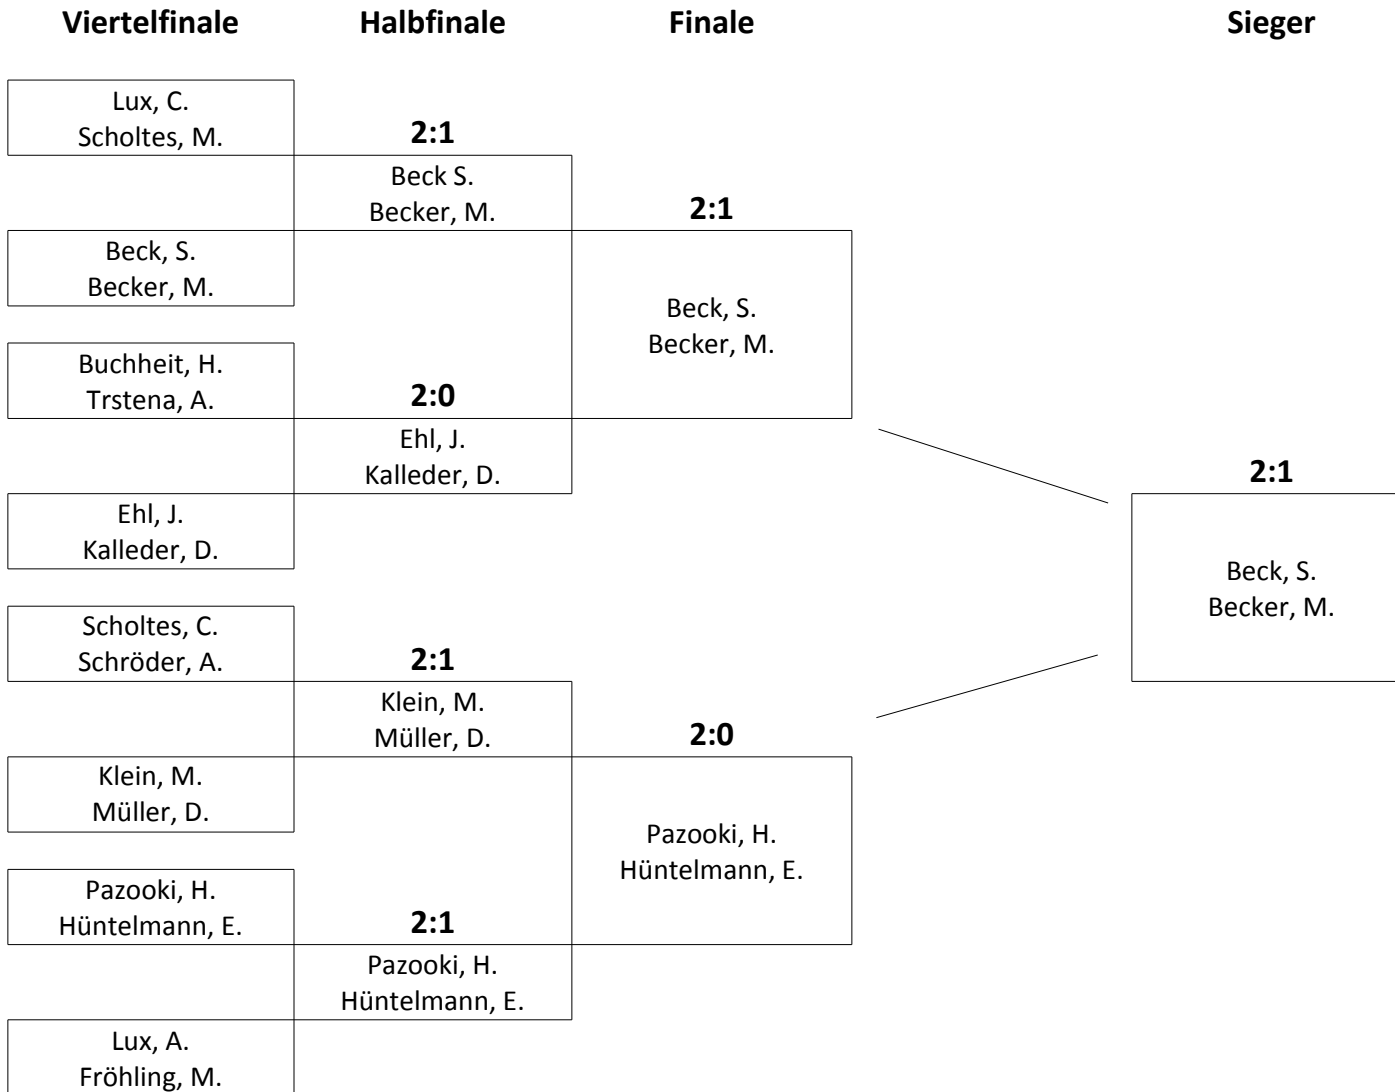 Viertelfinale Halbfinale Finale Sieger
Lux, C.
Scholtes, M.
2:1
Beck S.
Becker, M.
2:1
Beck, S.
Becker, M.
Beck, S.
Becker, M.
Buchheit, H.
Trstena, A.
2:0
Ehl, J.
Kalleder, D.
2:1
Ehl, J.
Kalleder, D.
Beck, S.
Becker, M.
Scholtes, C.
Schröder, A.
2:1
Klein, M.
Müller, D.
2:0
Klein, M.
Müller, D.
Pazooki, H.
Hüntelmann, E.
Pazooki, H.
Hüntelmann, E.
2:1
Pazooki, H.
Hüntelmann, E.
Lux, A.
Fröhling, M.